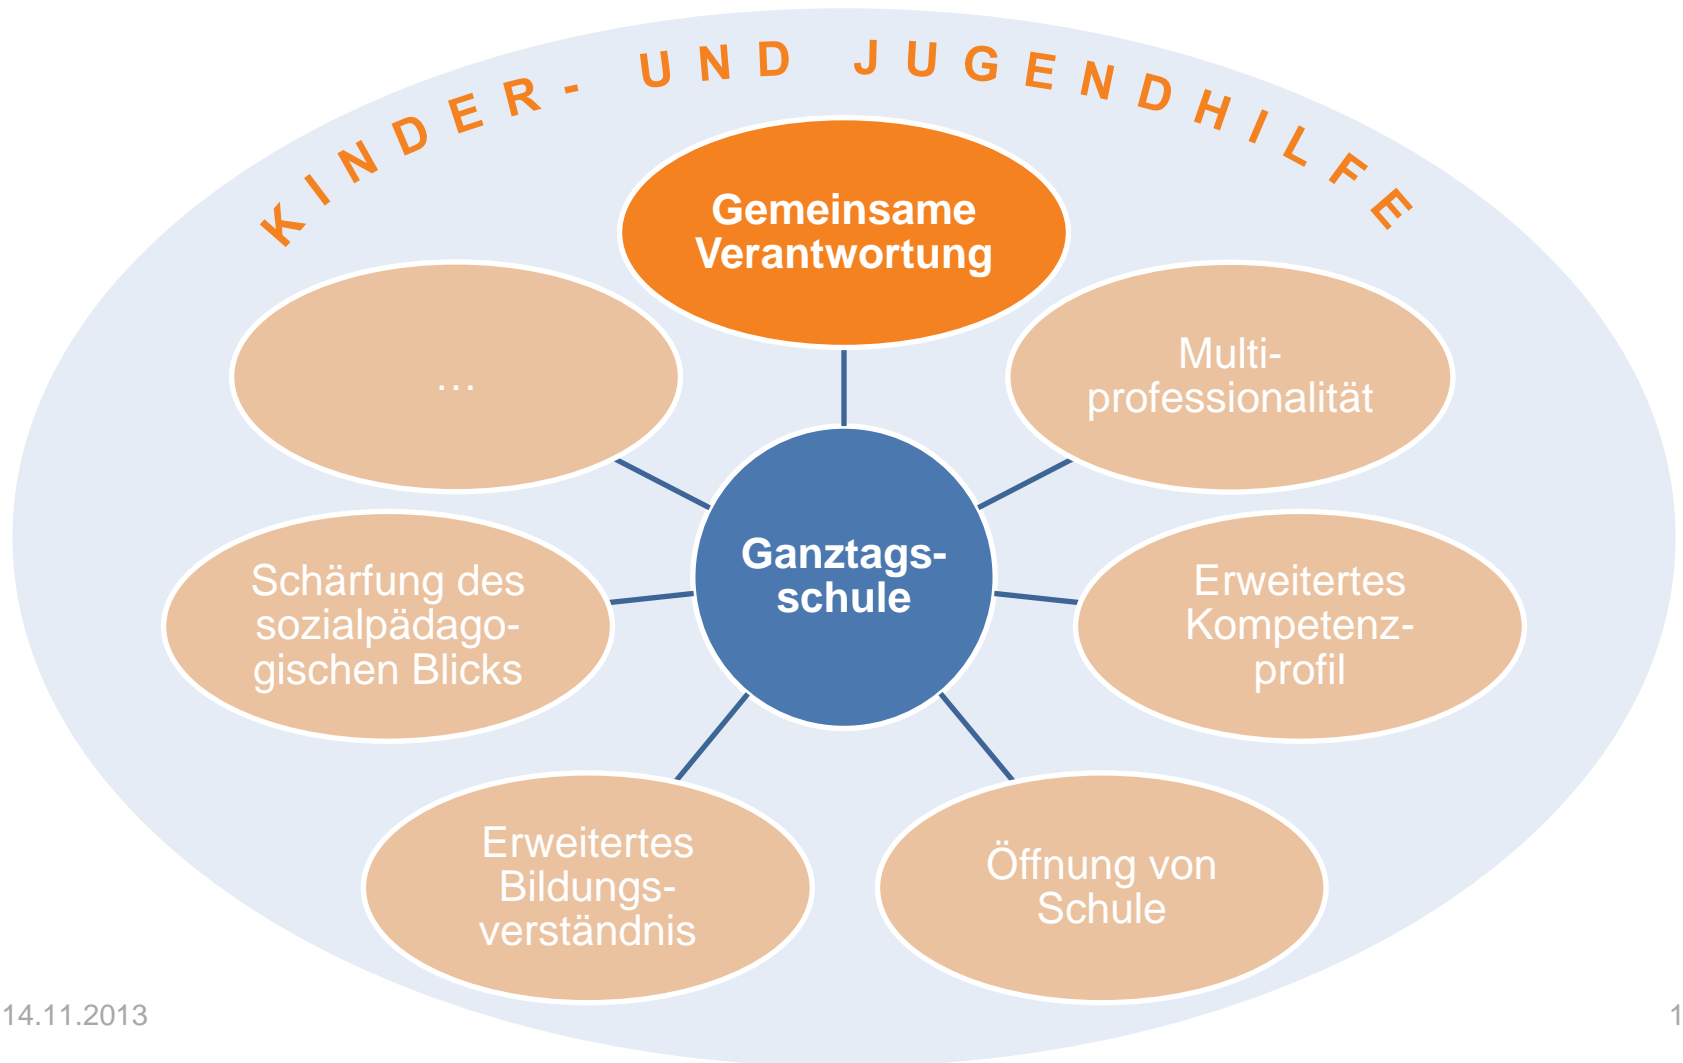 KINDER- UND JUGENDHILFE
Gemeinsame
Verantwortung
…
Multi-
professionalität
Ganztags-
schule
Schärfung des
sozialpädago-
gischen Blicks
Erweitertes
Kompetenz-
profil
Erweitertes
Bildungs-
verständnis
Öffnung von
Schule
14.11.2013
1